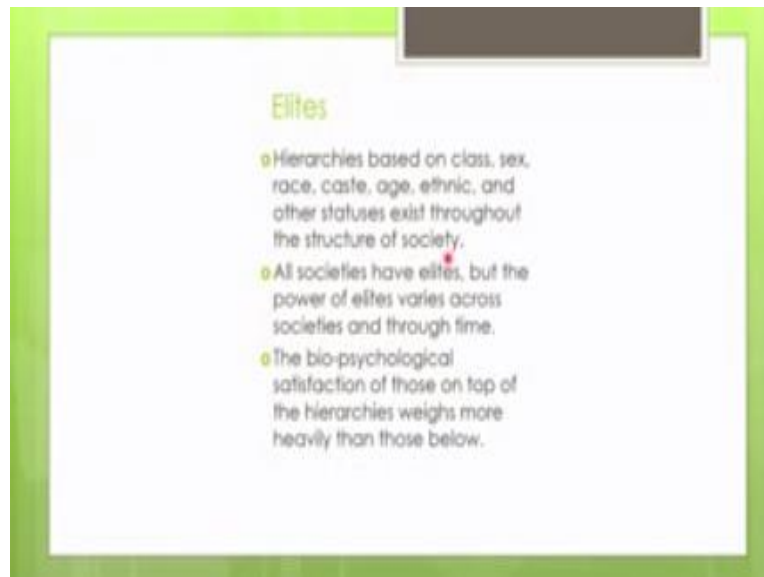 Elites
Hierarchies based on class, sex,
race, caste, age, ethnic, and
other statuses exist throughout
the structure of society.
All societies have elites, but the
power of elites varies across
societies and through time.
The bio-psychological
satisfaction of those on top of
the hierarchies weighs more
heavily than those below.